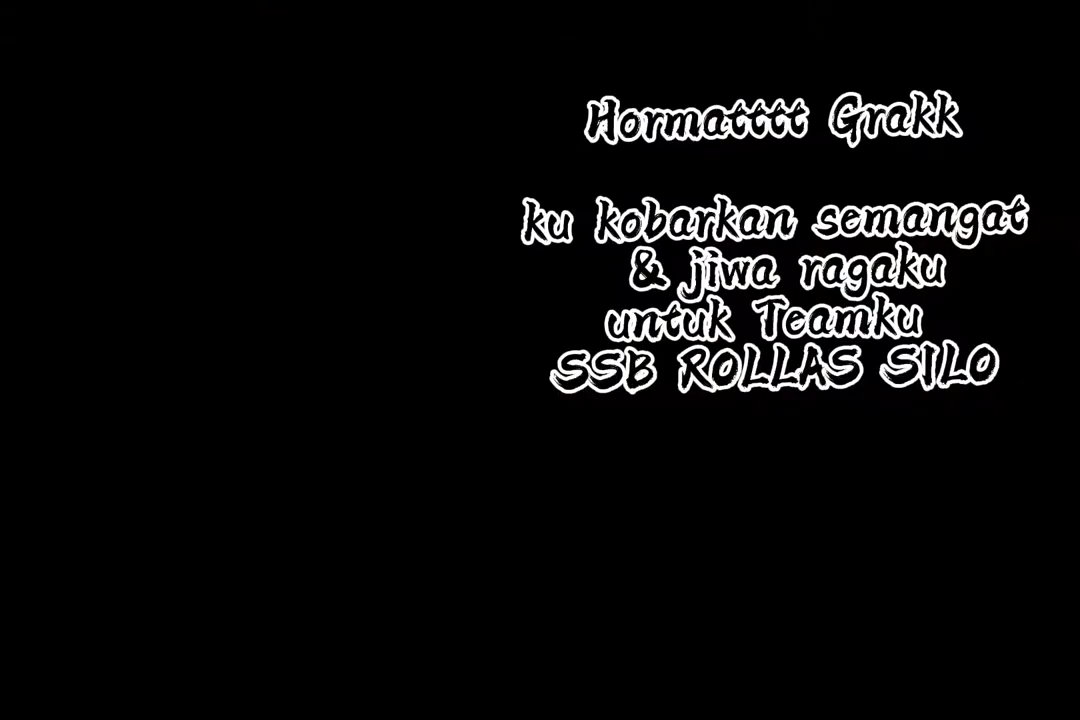 Hormatttt Grakk
ku kobarkan semangat
& jiwa ragaku
untuk Teamku
SSB ROLLAS SILO